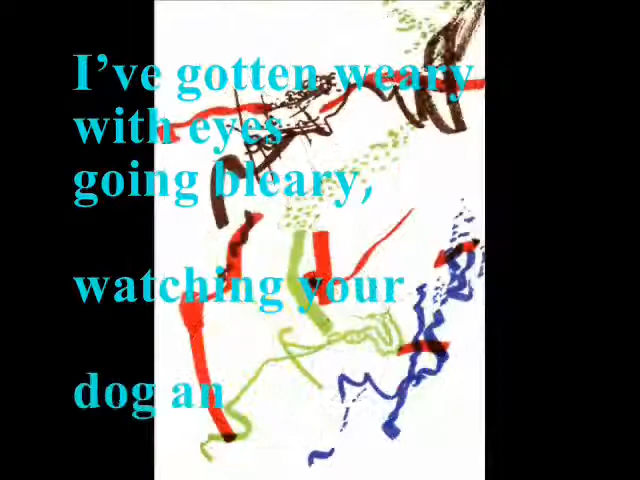 I’ve gotten weary
with eyes
going bleary,
watching your
dog an